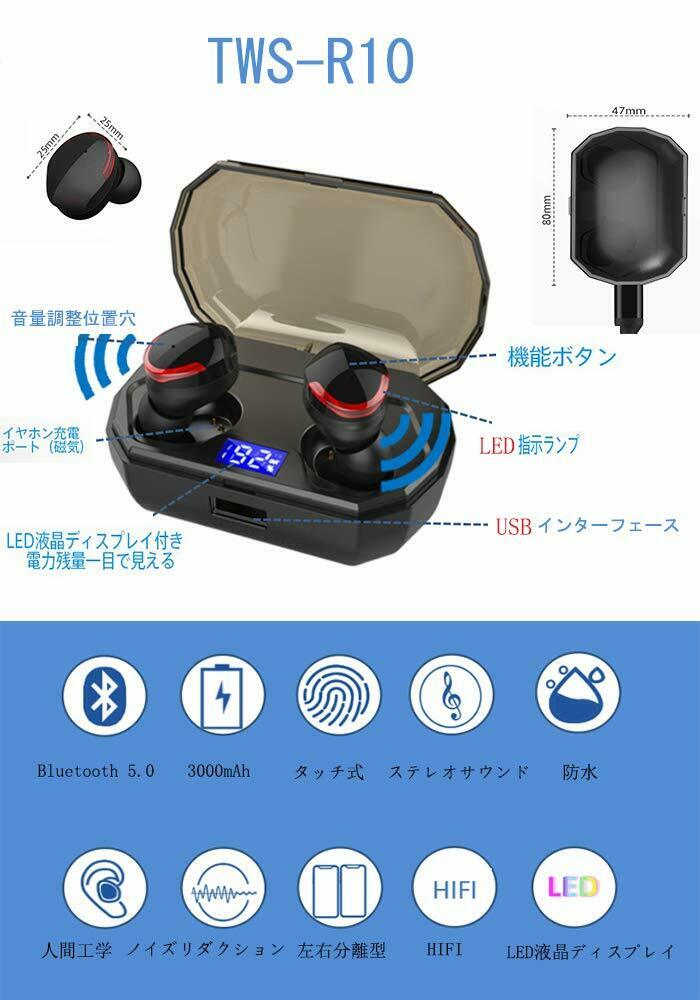 TWS-R10
25mm
25mm
47mm
80mm
音量調整位置穴
機能ボタン
イヤホン充電
ポート（磁気）
LED指示ランプ
LED液晶ディスプレイ付き
電力残量一目で見える
USB インターフェース
Bluetooth 5.0
3000mAh
タッチ式
ステレオサウンド
防水
HIFI
LED
人間工学
ノイズリダクション
左右分離型
HIFI
LED液晶ディスプレイ